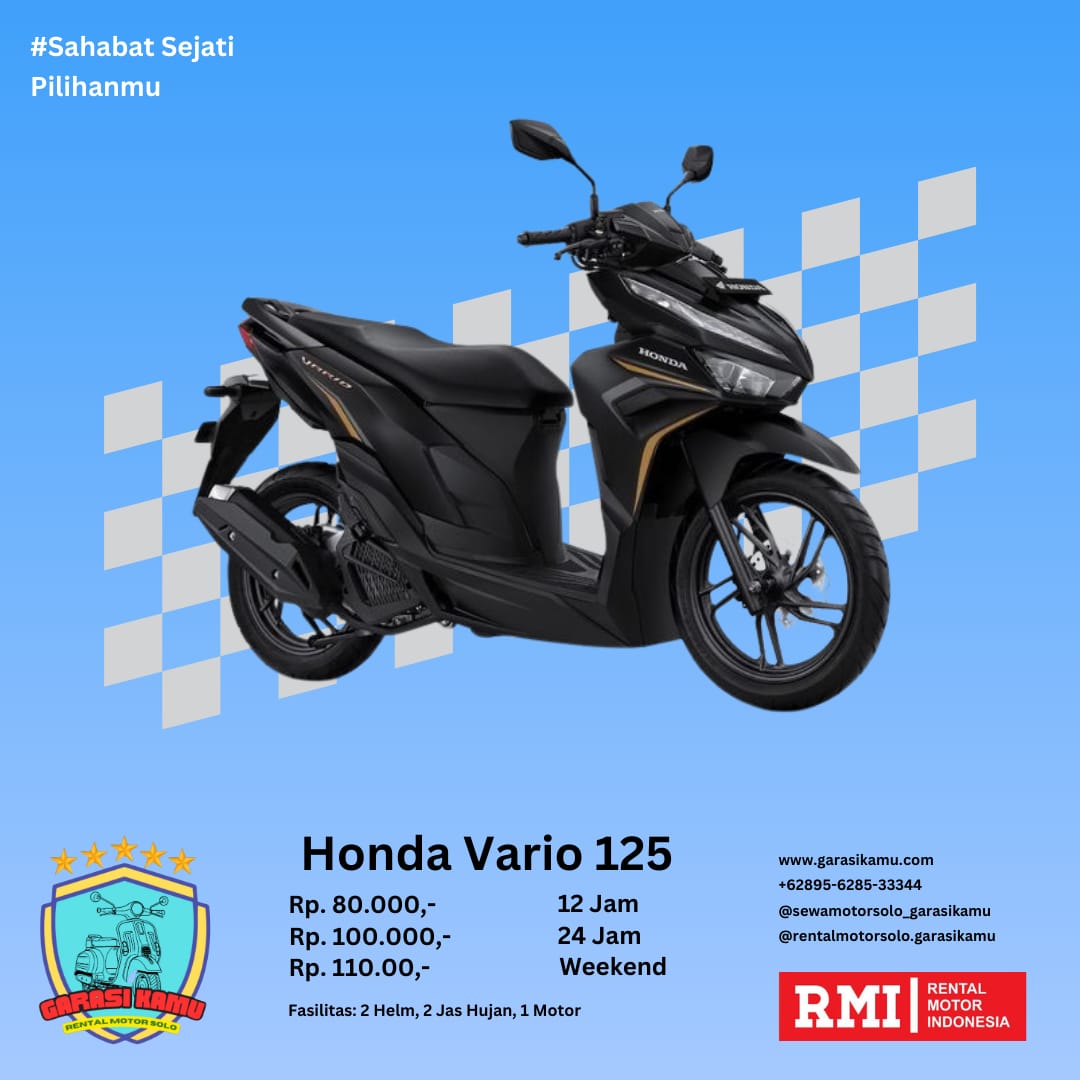 #Sahabat Sejati
Pilihanmu
HONDA
HONDA
VARIO
Honda Vario 125
Rp. 80.000,- 12 Jam
Rp. 100.000,- 24 Jam
Rp. 110.00,- Weekend
Fasilitas: 2 Helm, 2 Jas Hujan, 1 Motor
GARASI KAMU
RENTAL MOTOR SOLO
www.garasikamu.com
+62895-6285-33344
@sewamotorsolo_garasikamu
@rentalmotorsolo.garasikamu
RMI
RENTAL
MOTOR
INDONESIA